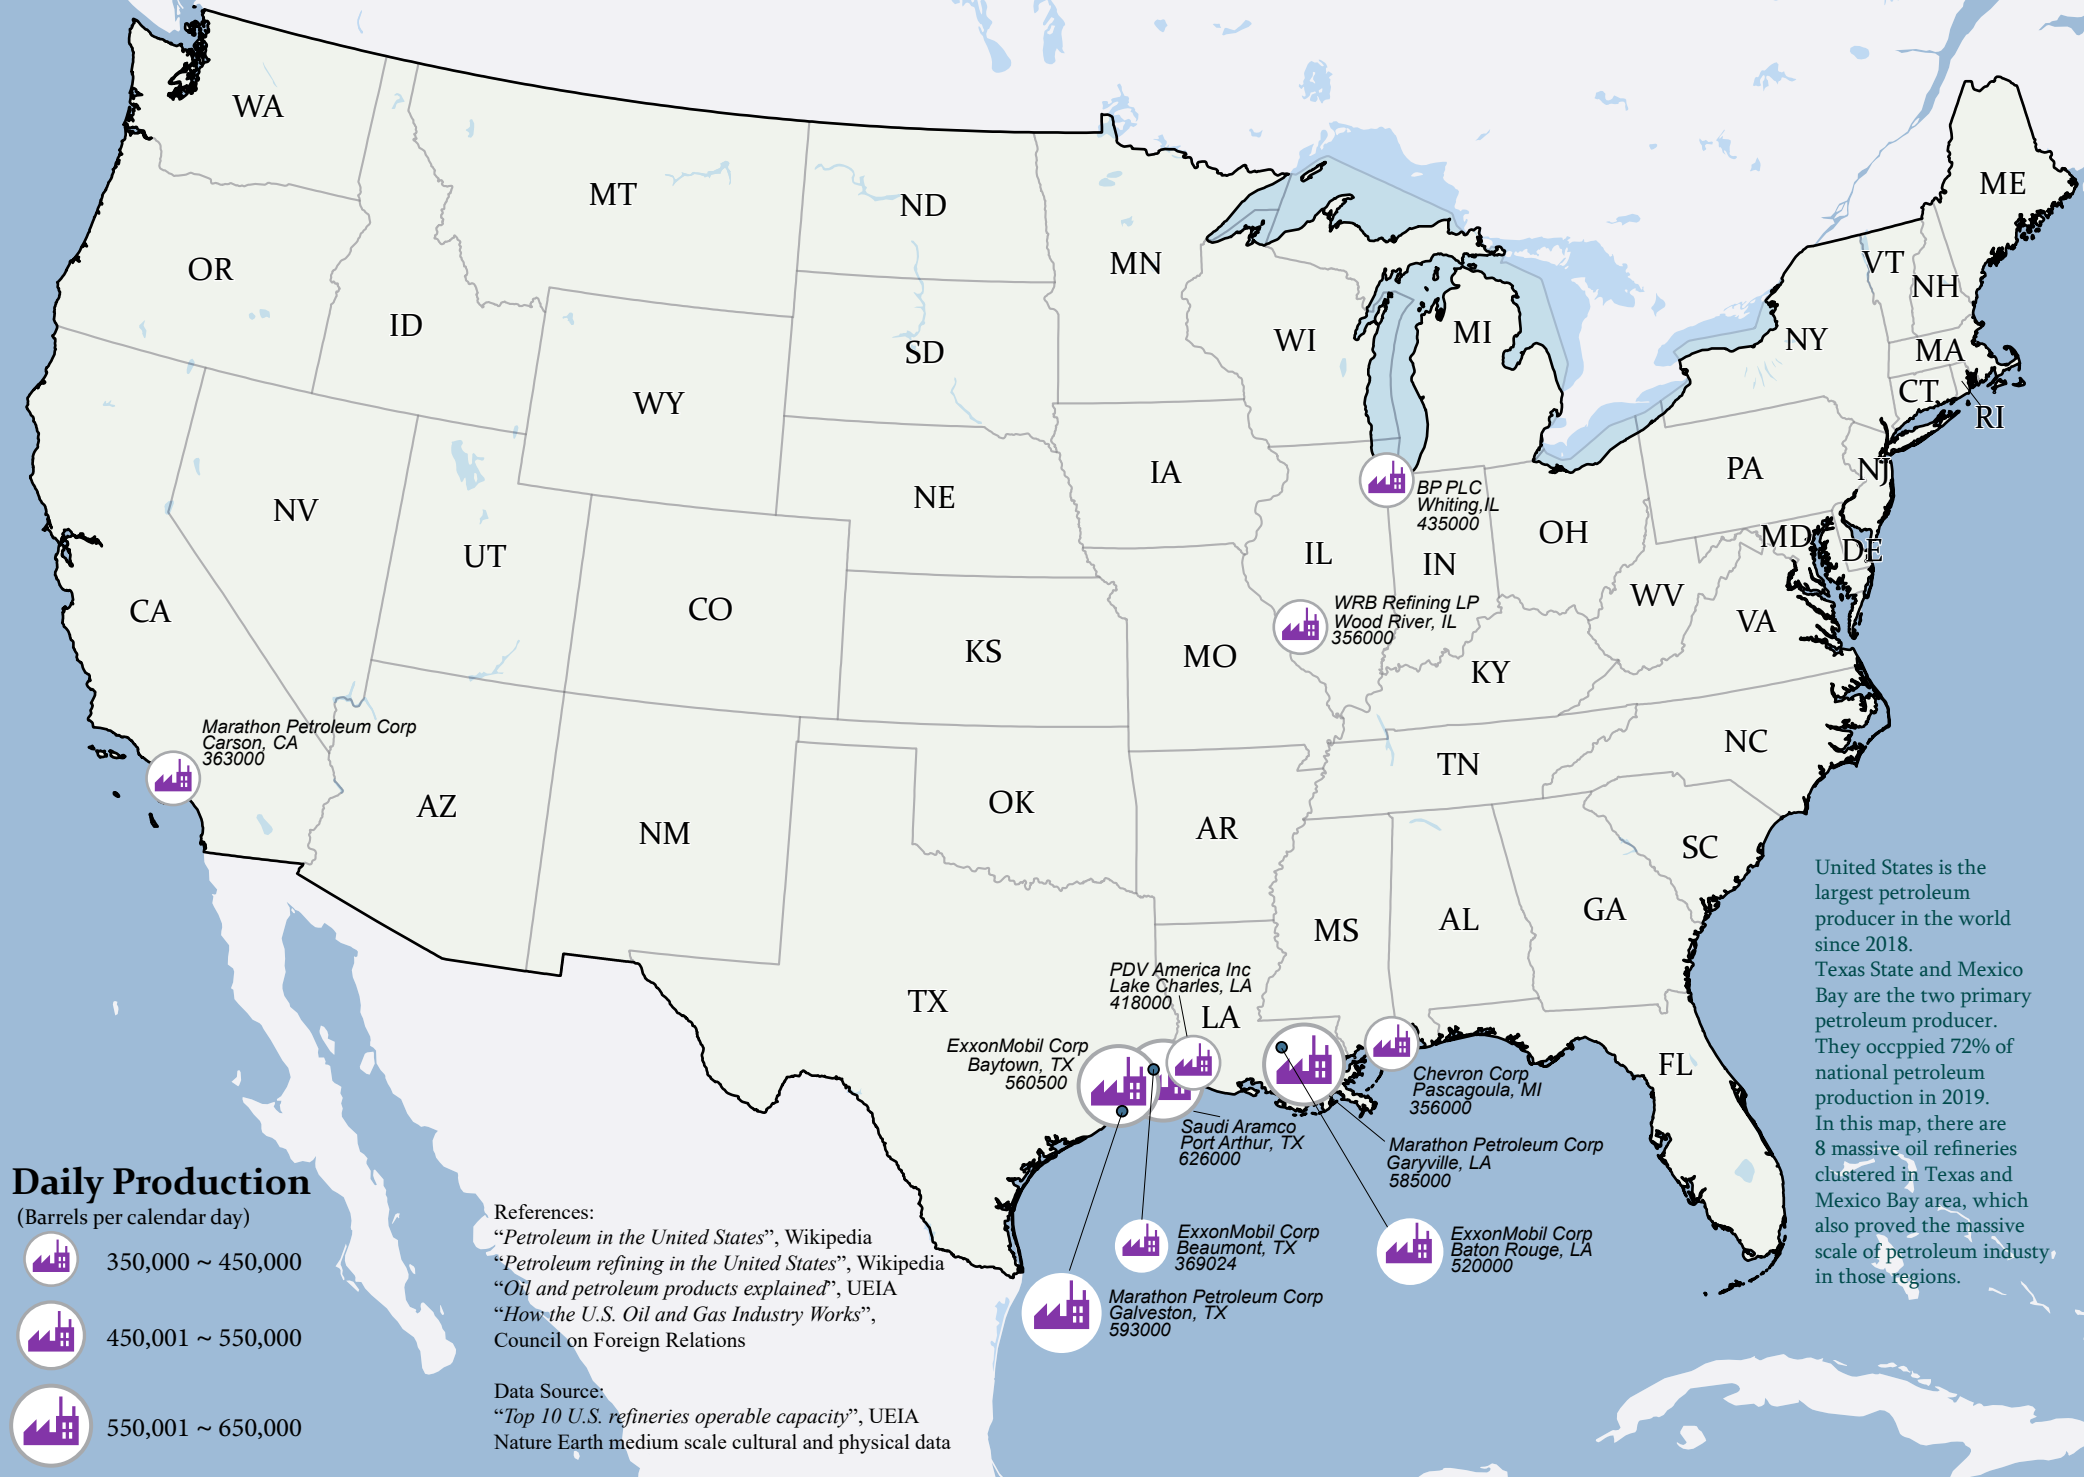 WA
MT
ND
MN
ME
OR
ID
SD
WI
MI
VT
NH
NY
MA
CT
RI
WY
IA
NE
PA
NJ
NV
UT
CO
IL
IN
OH
MD
DE
WV
VA
CA
KS
MO
KY
NC
TN
AZ
NM
OK
AR
SC
MS
AL
GA
TX
LA
FL
BP PLC
Whiting,IL
435000
WRB Refining LP
Wood River, IL
356000
Marathon Petroleum Corp
Carson, CA
363000
PDV America Inc
Lake Charles, LA
418000
ExxonMobil Corp
Baytown, TX
560500
Saudi Aramco
Port Arthur, TX
626000
Chevron Corp
Pascagoula, MI
356000
Marathon Petroleum Corp
Garyville, LA
585000
ExxonMobil Corp
Beaumont, TX
369024
ExxonMobil Corp
Baton Rouge, LA
520000
Marathon Petroleum Corp
Galveston, TX
593000
United States is the
largest petroleum
producer in the world
since 2018.
Texas State and Mexico
Bay are the two primary
petroleum producer.
They occppied 72% of
national petroleum
production in 2019.
In this map, there are
8 massive oil refineries
clustered in Texas and
Mexico Bay area, which
also proved the massive
scale of petroleum industy
in those regions.
Daily Production
(Barrels per calendar day)
350,000 ~ 450,000
450,001 ~ 550,000
550,001 ~ 650,000
References:
“Petroleum in the United States”, Wikipedia
“Petroleum refining in the United States”, Wikipedia
“Oil and petroleum products explained”, UEIA
“How the U.S. Oil and Gas Industry Works”,
Council on Foreign Relations
Data Source:
“Top 10 U.S. refineries operable capacity”, UEIA
Nature Earth medium scale cultural and physical data